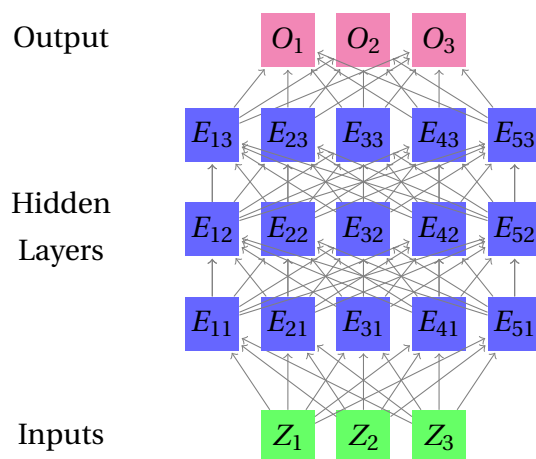 Output O₁ O₂ O₃
E₁₃ E₂₃ E₃₃ E₄₃ E₅₃
Hidden
Layers
E₁₂ E₂₂ E₃₂ E₄₂ E₅₂
E₁₁ E₂₁ E₃₁ E₄₁ E₅₁
Inputs Z₁ Z₂ Z₃